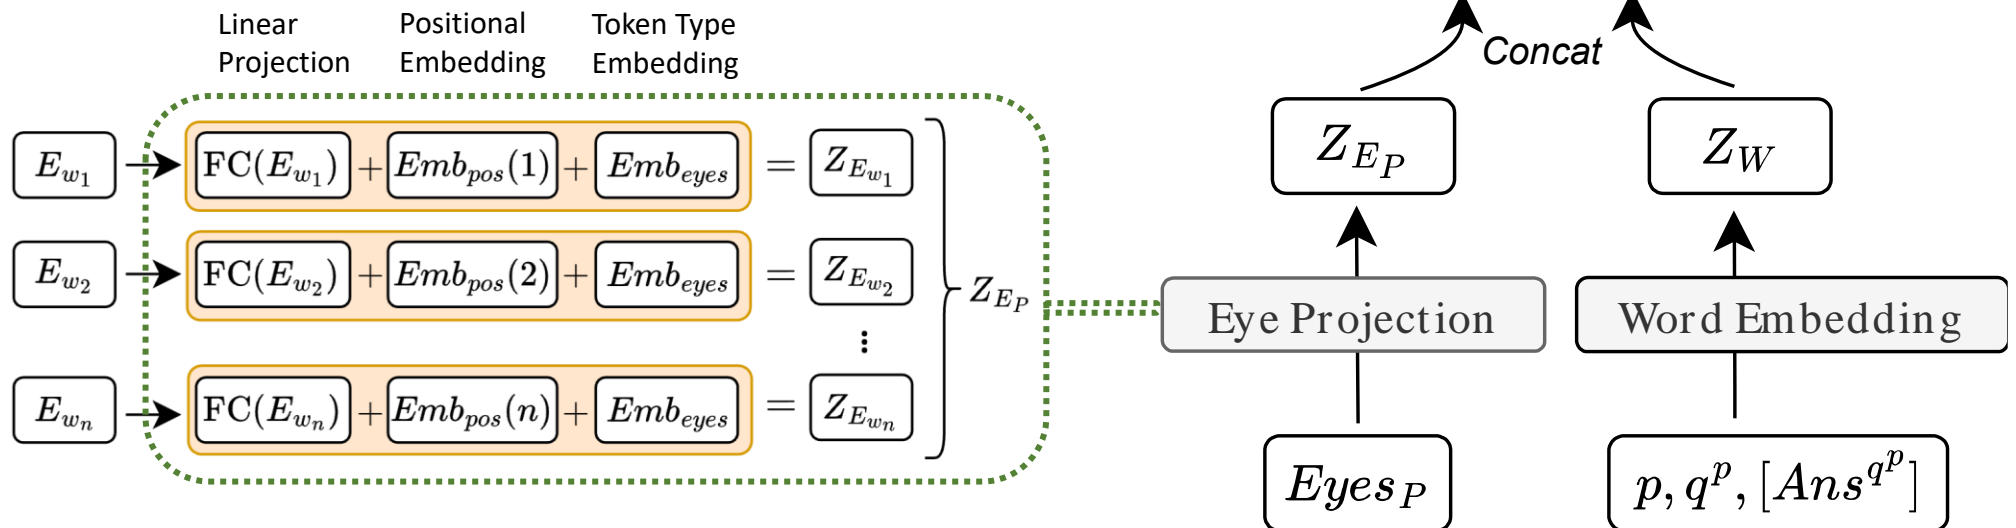 Linear Projection
Positional Embedding
Token Type Embedding
E_{w_1} FC(E_{w_1}) + Emb_{pos}(1) + Emb_{eyes} = Z_{E_{w_1}}
E_{w_2} FC(E_{w_2}) + Emb_{pos}(2) + Emb_{eyes} = Z_{E_{w_2}}
⋮
E_{w_n} FC(E_{w_n}) + Emb_{pos}(n) + Emb_{eyes} = Z_{E_{w_n}}
Z_{E_P}
Concat
Z_{E_P}
Z_W
Eye Projection
Word Embedding
Eyes_P
p, q^p, [Ans^{q^p}]